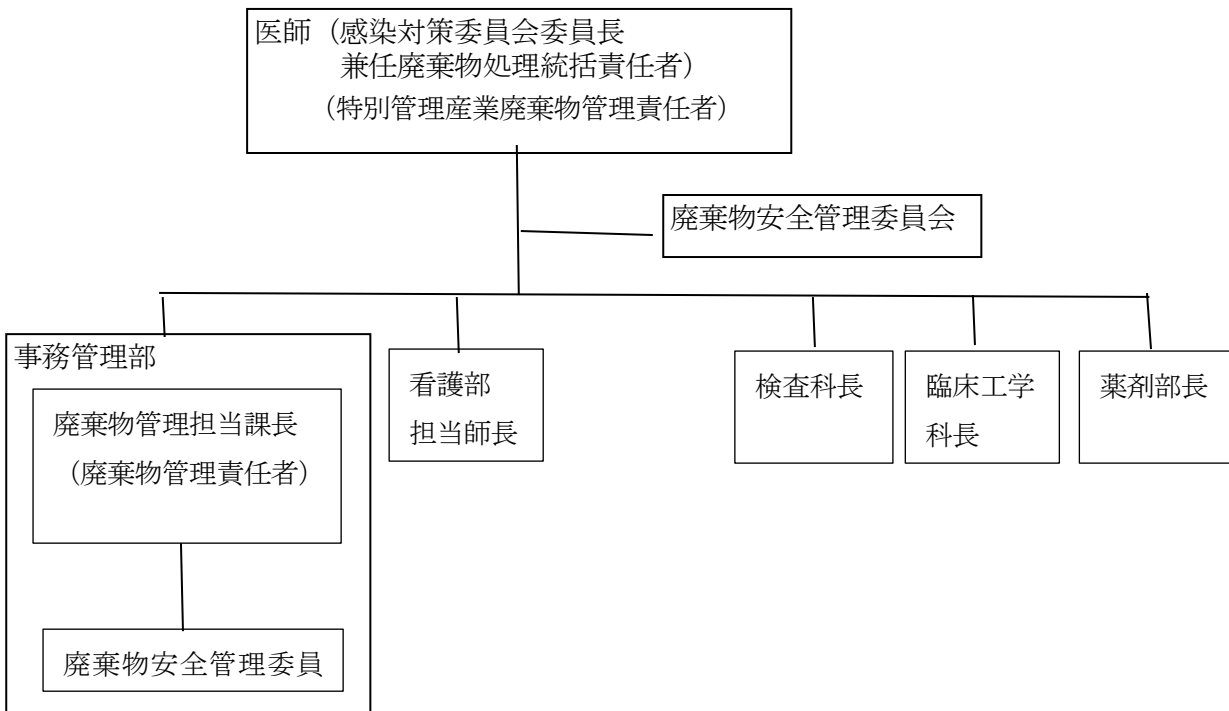 医師（感染対策委員会委員長
兼任廃棄物処理統括責任者）
（特別管理産業廃棄物管理責任者）
廃棄物安全管理委員会
事務管理部
廃棄物管理担当課長
（廃棄物管理責任者）
廃棄物安全管理委員
看護部
担当師長
検査科長
臨床工学
科長
薬剤部長